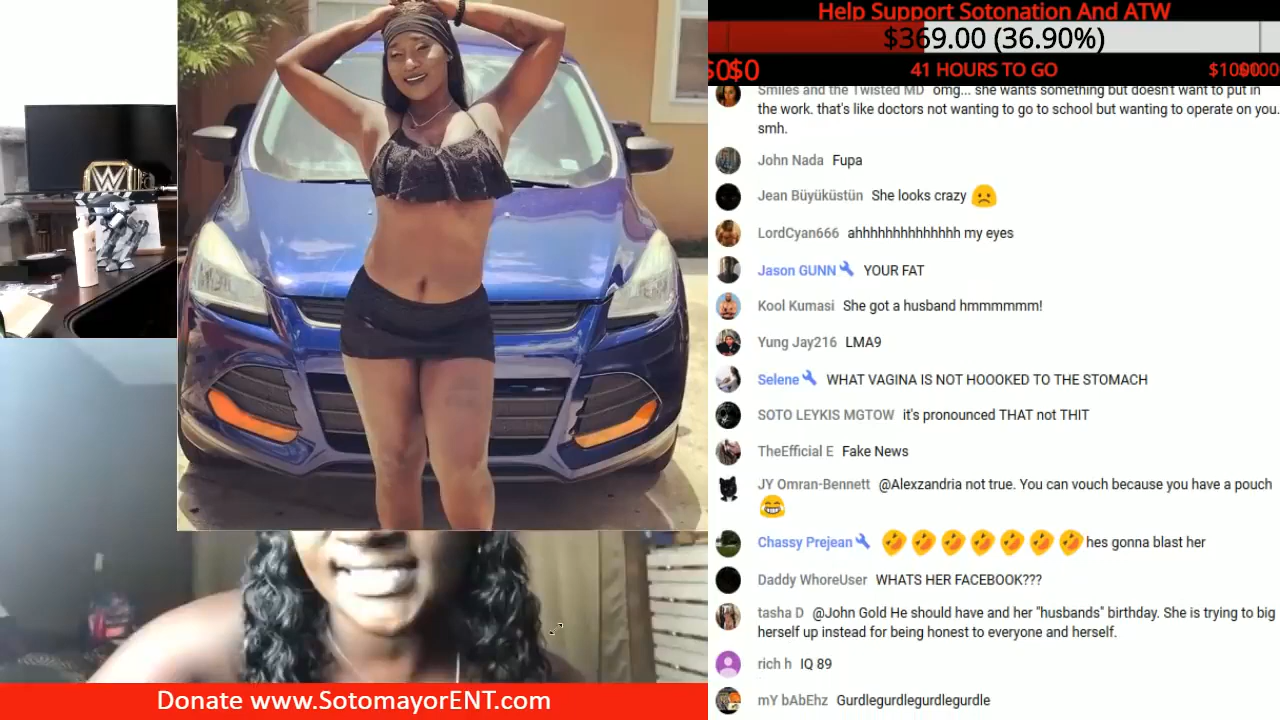 Help Support Sotonation And ATW
$369.00 (36.90%)
$0 41 HOURS TO GO $1000
Smiles and the Twisted MD omg... she wants something but doesn't want to put in
the work. that's like doctors not wanting to go to school but wanting to operate on you.
smh.
John Nada Fupa
Jean Büyüküstün She looks crazy ☹️
LordCyan666 ahhhhhhhhhhhhhh my eyes
Jason GUNN YOUR FAT
Kool Kumasi She got a husband hmmmmmm!
Yung Jay216 LMA9
Selene WHAT VAGINA IS NOT HOOOKED TO THE STOMACH
SOTO LEYKIS MGTOW it's pronounced THAT not THIT
TheEfficial E Fake News
JY Omran-Bennett @Alexzandria not true. You can vouch because you have a pouch
😂
Chassy Prejean 🤣🤣🤣🤣🤣🤣🤣 hes gonna blast her
Daddy WhoreUser WHATS HER FACEBOOK???
tasha D @John Gold He should have and her "husbands" birthday. She is trying to big
herself up instead for being honest to everyone and herself.
rich h IQ 89
mY bAbEhz Gurdlegurdlegurdlegurdle
W
Donate www.SotomayorENT.com